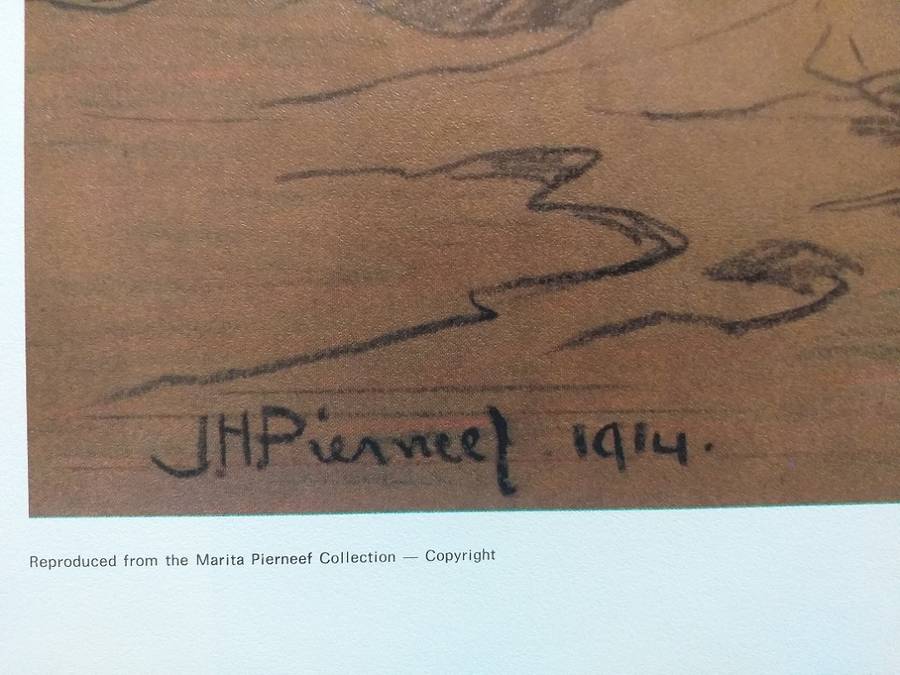 JHPierneef 1914.
Reproduced from the Marita Pierneef Collection — Copyright